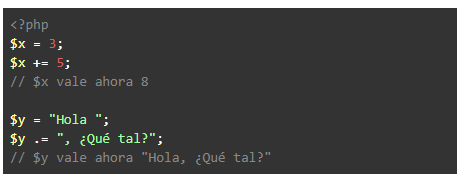 <?php
$x = 3;
$x += 5;
// $x vale ahora 8
$y = "Hola ";
$y .= ", ¿Qué tal?";
// $y vale ahora "Hola, ¿Qué tal?"